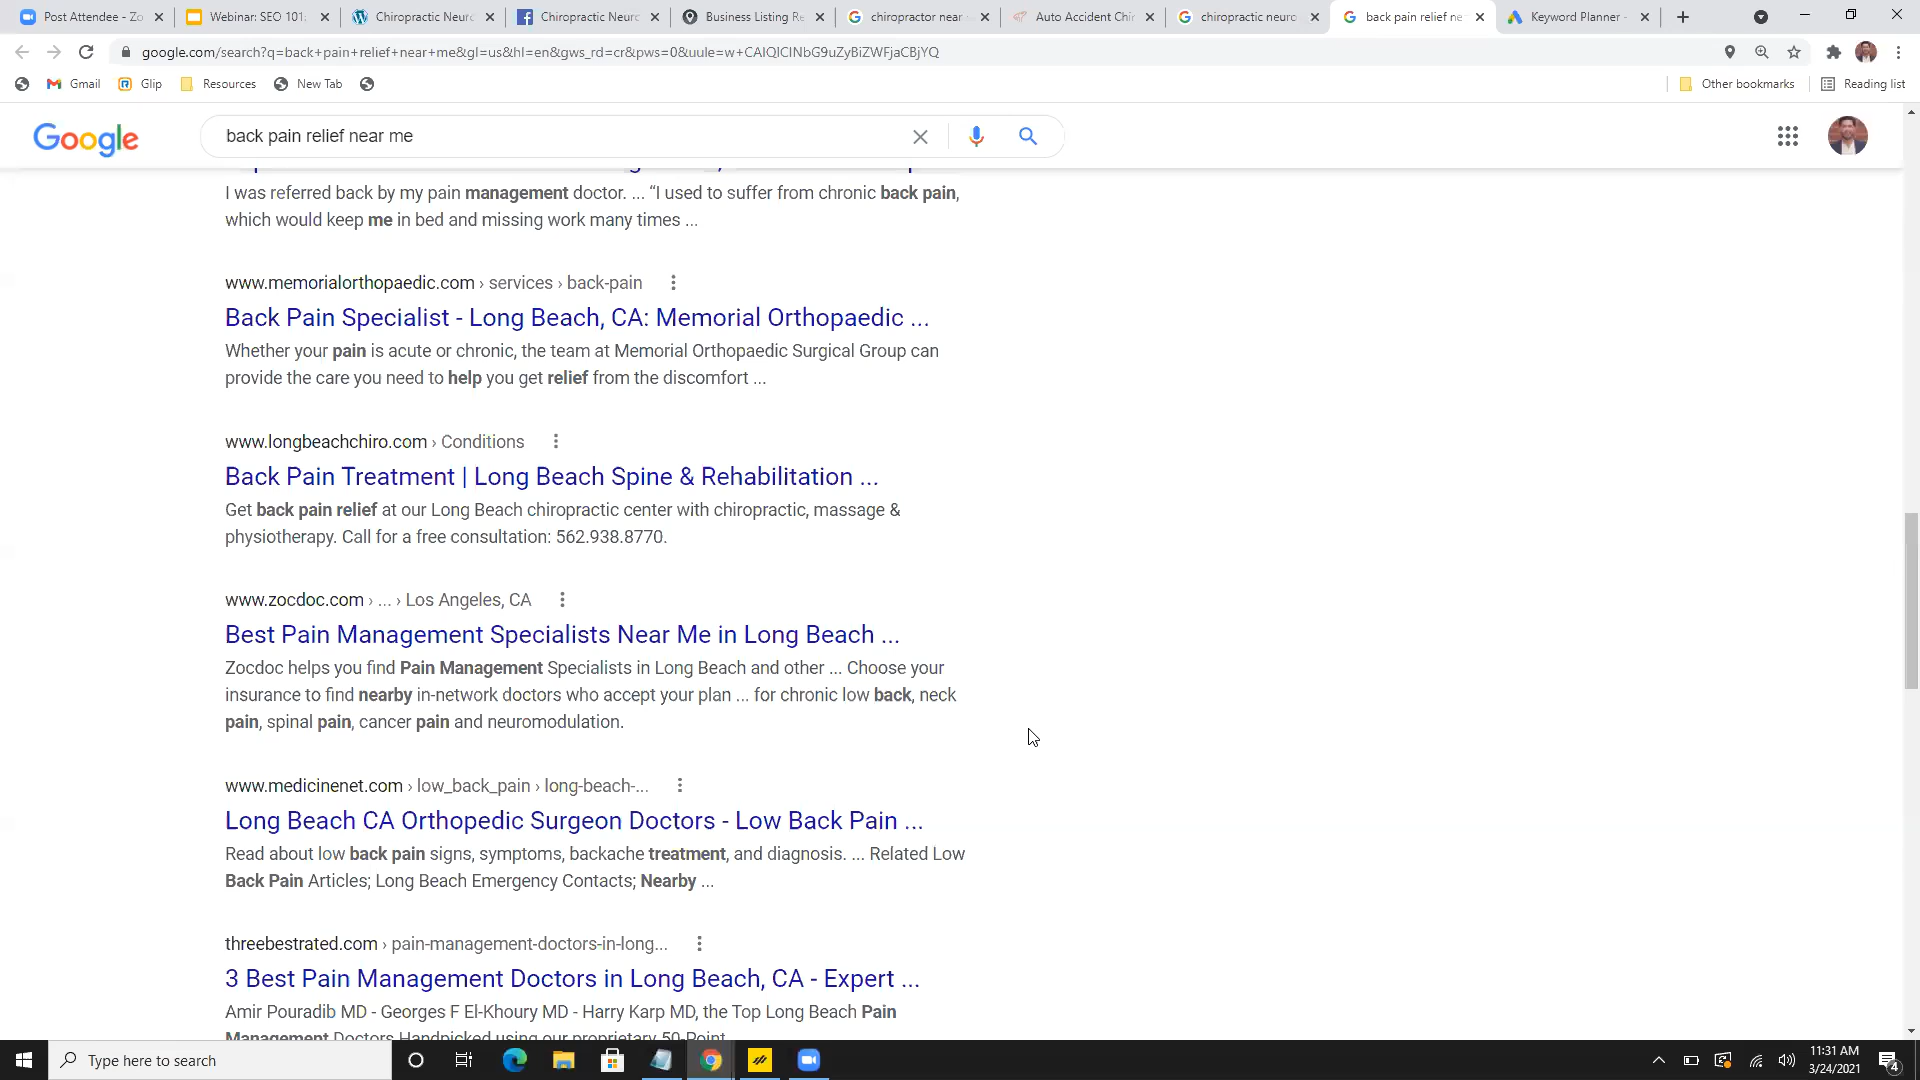 Post Attendee - Zo
Webinar: SEO 101:
Chiropractic Neuro
Chiropractic Neuro
Business Listing Re
chiropractor near
Auto Accident Chi
chiropractic neuro
back pain relief ne
Keyword Planner -
google.com/search?q=back+pain+relief+near+me&gl=us&hl=en&gws_rd=cr&pws=0&uule=w+CAIQICINbG9uZyBiZWFjaCBjYQ
Gmail
Glip
Resources
New Tab
Other bookmarks
Reading list
Google
back pain relief near me
I was referred back by my pain management doctor. ... “I used to suffer from chronic back pain,
which would keep me in bed and missing work many times ...
www.memorialorthopaedic.com › services › back-pain
Back Pain Specialist - Long Beach, CA: Memorial Orthopaedic ...
Whether your pain is acute or chronic, the team at Memorial Orthopaedic Surgical Group can
provide the care you need to help you get relief from the discomfort ...
www.longbeachchiro.com › Conditions
Back Pain Treatment | Long Beach Spine & Rehabilitation ...
Get back pain relief at our Long Beach chiropractic center with chiropractic, massage &
physiotherapy. Call for a free consultation: 562.938.8770.
www.zocdoc.com › ... › Los Angeles, CA
Best Pain Management Specialists Near Me in Long Beach ...
Zocdoc helps you find Pain Management Specialists in Long Beach and other ... Choose your
insurance to find nearby in-network doctors who accept your plan ... for chronic low back, neck
pain, spinal pain, cancer pain and neuromodulation.
www.medicinenet.com › low_back_pain › long-beach-...
Long Beach CA Orthopedic Surgeon Doctors - Low Back Pain ...
Read about low back pain signs, symptoms, backache treatment, and diagnosis. ... Related Low
Back Pain Articles; Long Beach Emergency Contacts; Nearby ...
threebestrated.com › pain-management-doctors-in-long...
3 Best Pain Management Doctors in Long Beach, CA - Expert ...
Amir Pouradib MD - Georges F El-Khoury MD - Harry Karp MD, the Top Long Beach Pain
Management Doctors Handpicked using our proprietary 50-Point
Type here to search
11:31 AM
3/24/2021
4